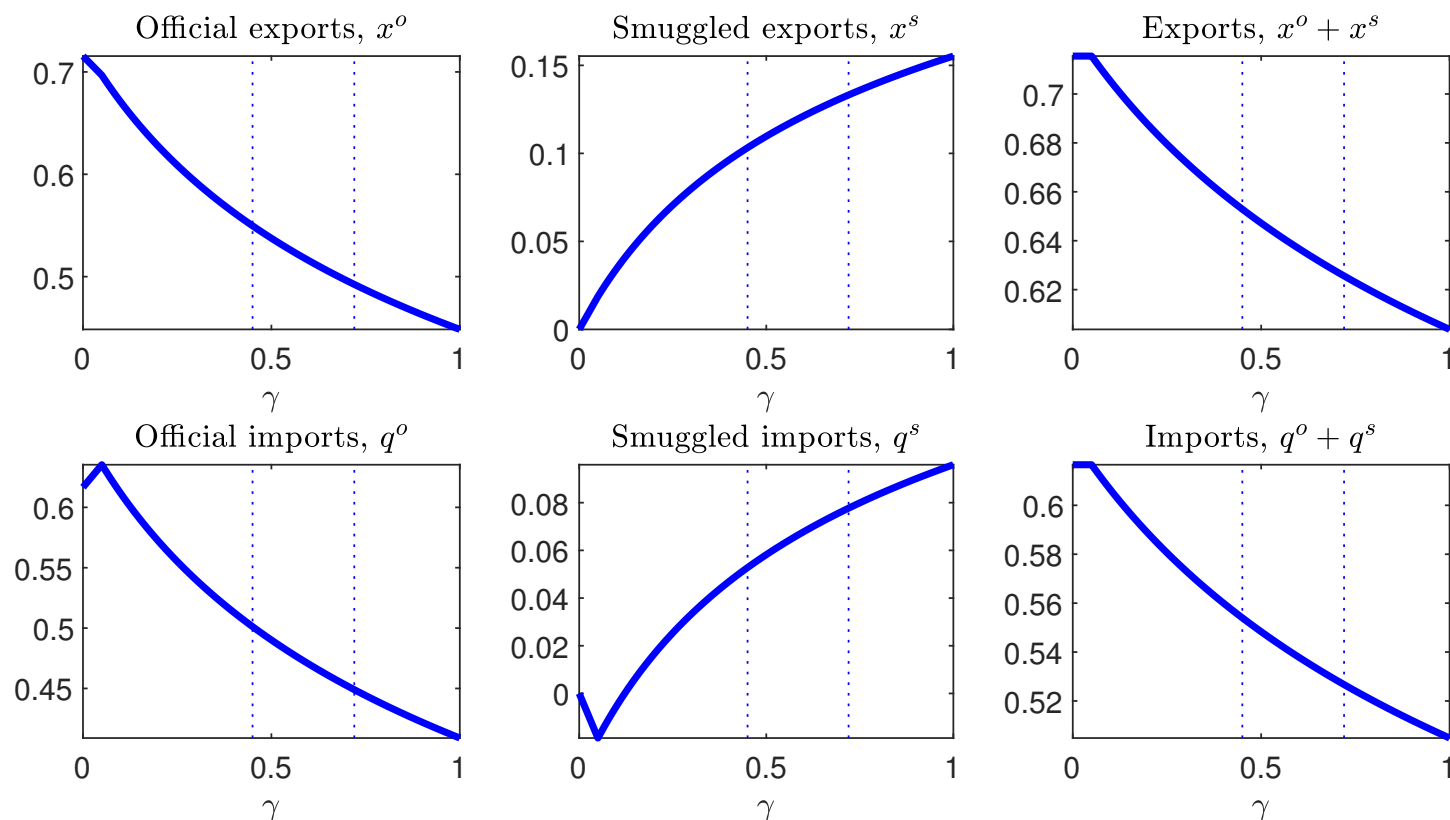 Official exports, x^o
0.7
0.6
0.5
0 0.5 1
γ
Smuggled exports, x^s
0.15
0.1
0.05
0
0 0.5 1
γ
Exports, x^o + x^s
0.7
0.68
0.66
0.64
0.62
0 0.5 1
γ
Official imports, q^o
0.6
0.55
0.5
0.45
0 0.5 1
γ
Smuggled imports, q^s
0.08
0.06
0.04
0.02
0
0 0.5 1
γ
Imports, q^o + q^s
0.6
0.58
0.56
0.54
0.52
0 0.5 1
γ